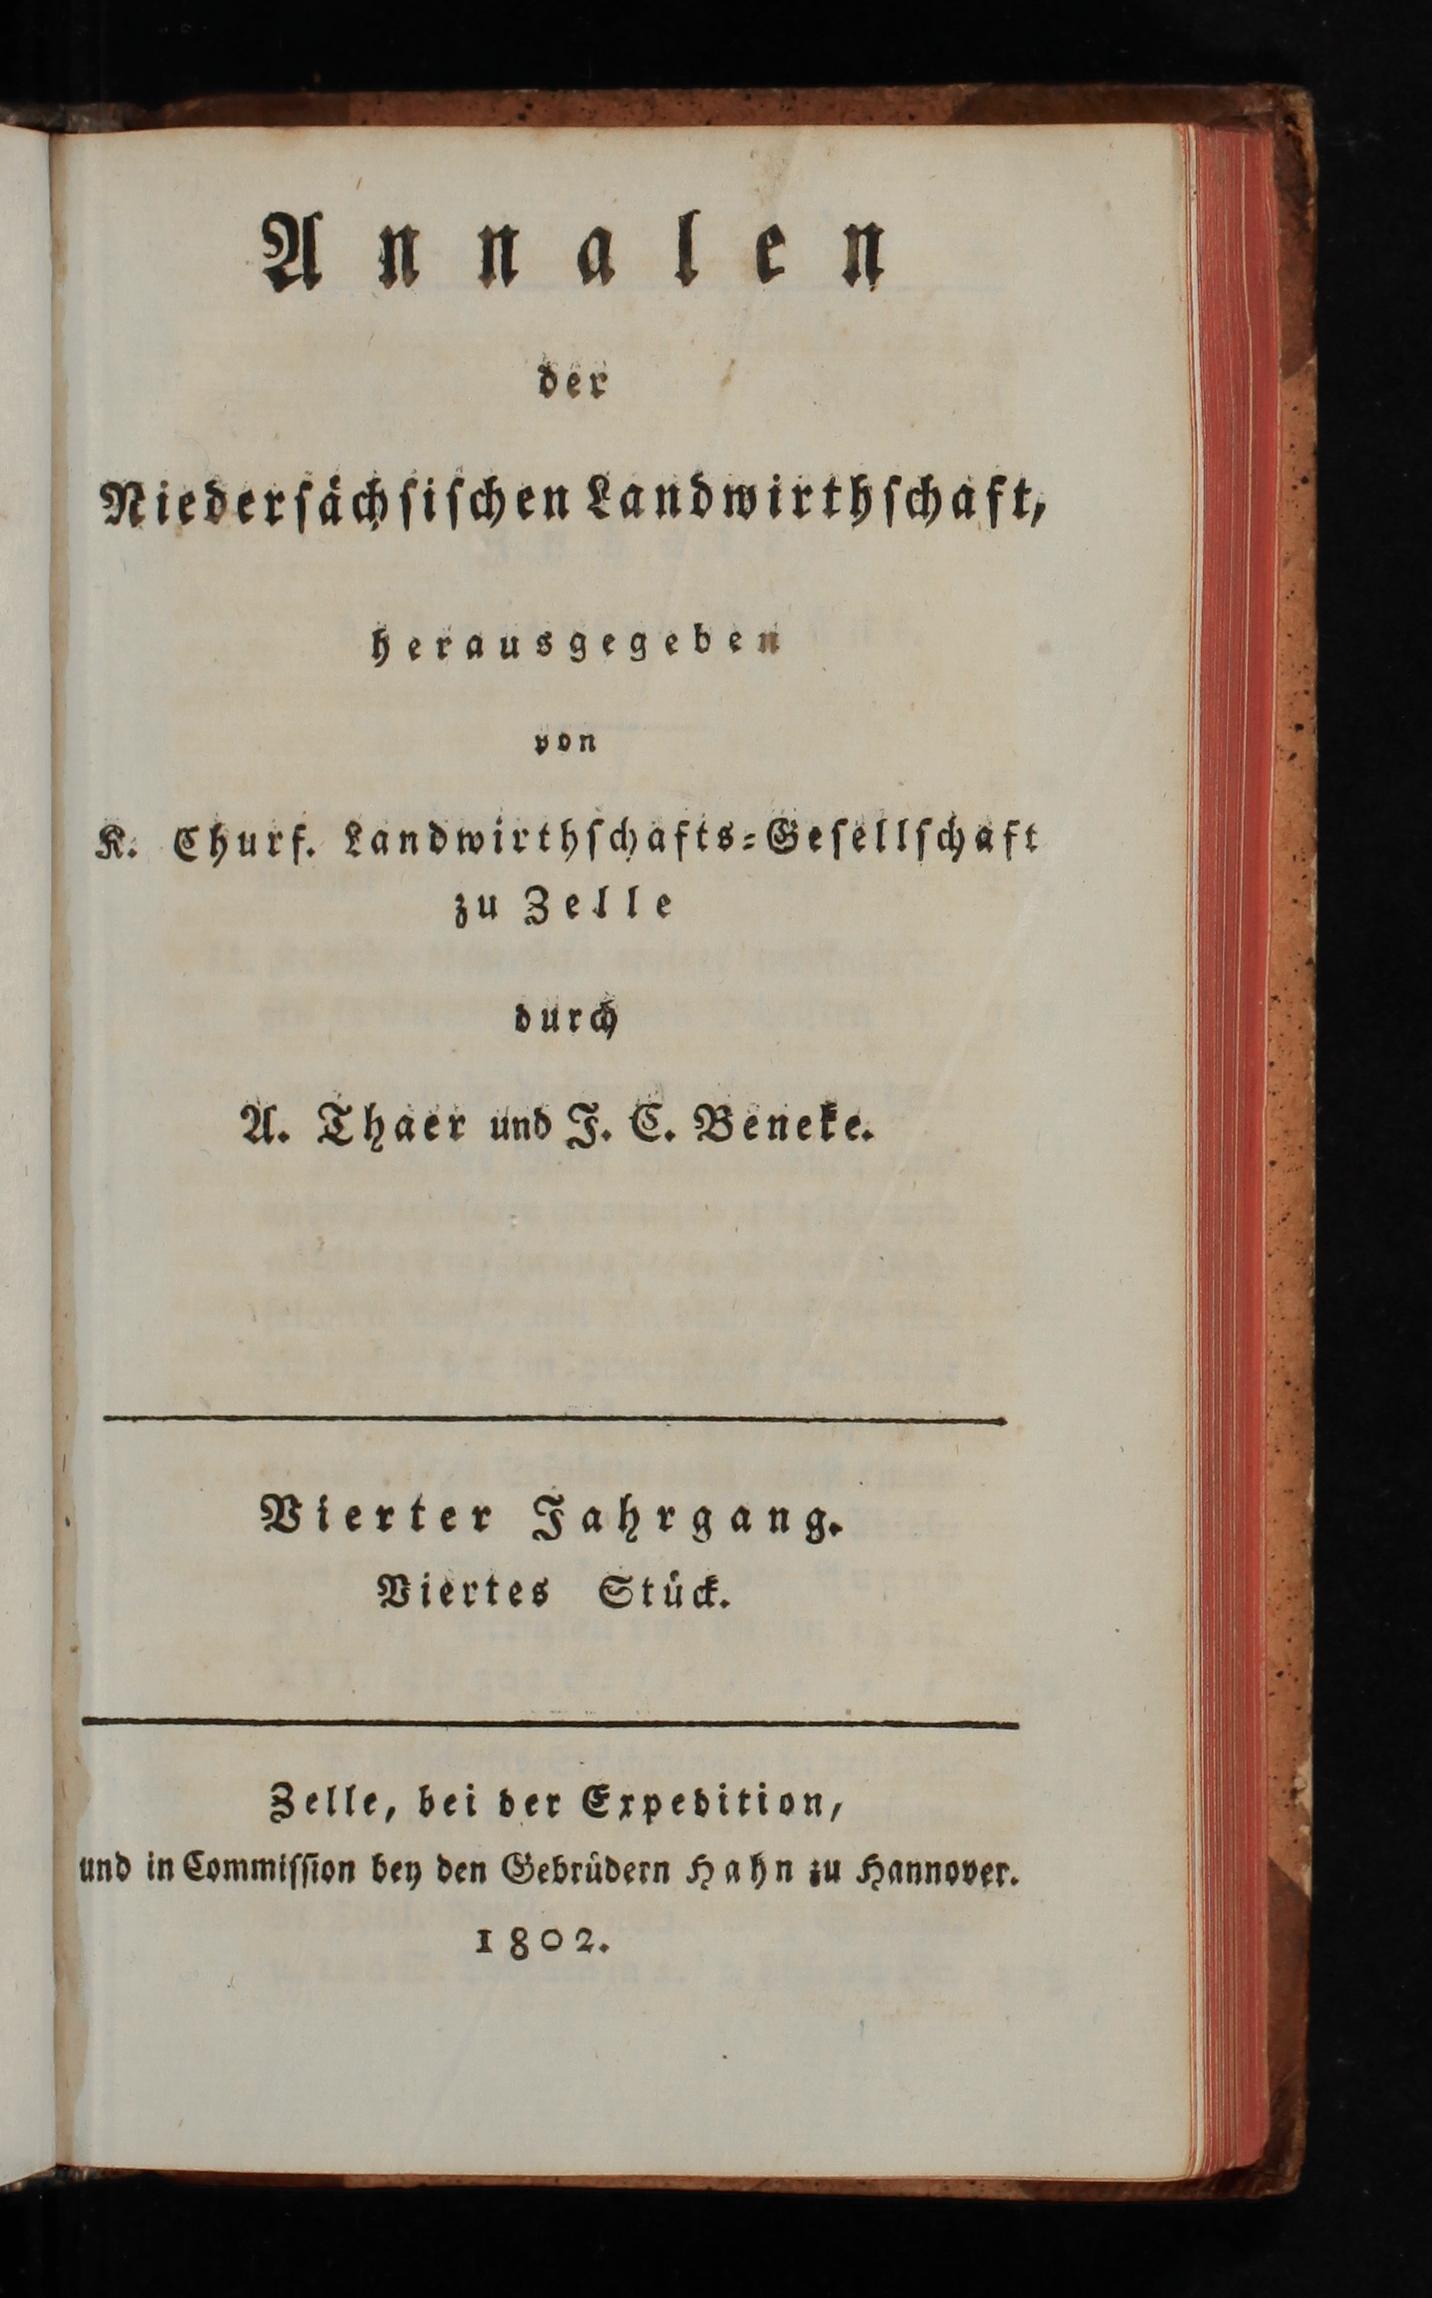 Annalen
der
Niederſächſiſchen Landwirthſchaft,
herausgegeben
von
K. Churf. Landwirthſchafts-Geſellſchaft
zu Zelle
durch
A. Thaer und J. C. Beneke.
Vierter Jahrgang.
Viertes Stück.
Zelle, bei der Expedition,
und in Commiſſion bey den Gebrüdern Hahn zu Hannover.
1802.